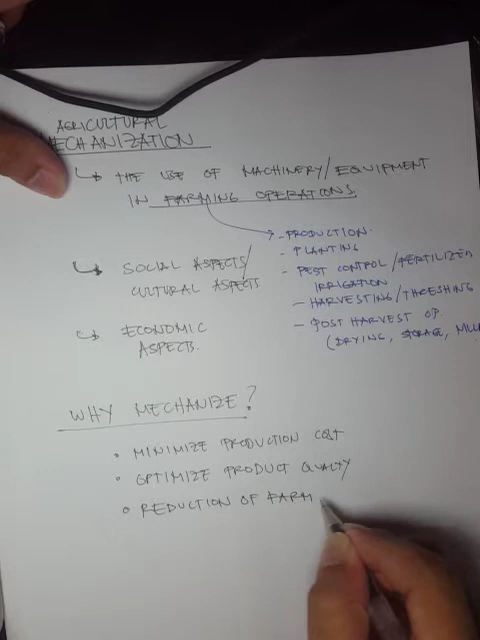 AGRICULTURAL
MECHANIZATION
THE USE OF MACHINERY/EQUIPMENT
IN FARMING OPERATIONS
- PRODUCTION
- PLANTING
- PEST CONTROL/FERTILIZER
IRRIGATION
- HARVESTING/THRESHING
- POST HARVEST OP.
(DRYING, STORAGE,
SOCIAL ASPECTS/
CULTURAL ASPECTS
ECONOMIC
ASPECTS.
WHY MECHANIZE?
• MINIMIZE PRODUCTION COST
• OPTIMIZE PRODUCT QUALTY
• REDUCTION OF FARM